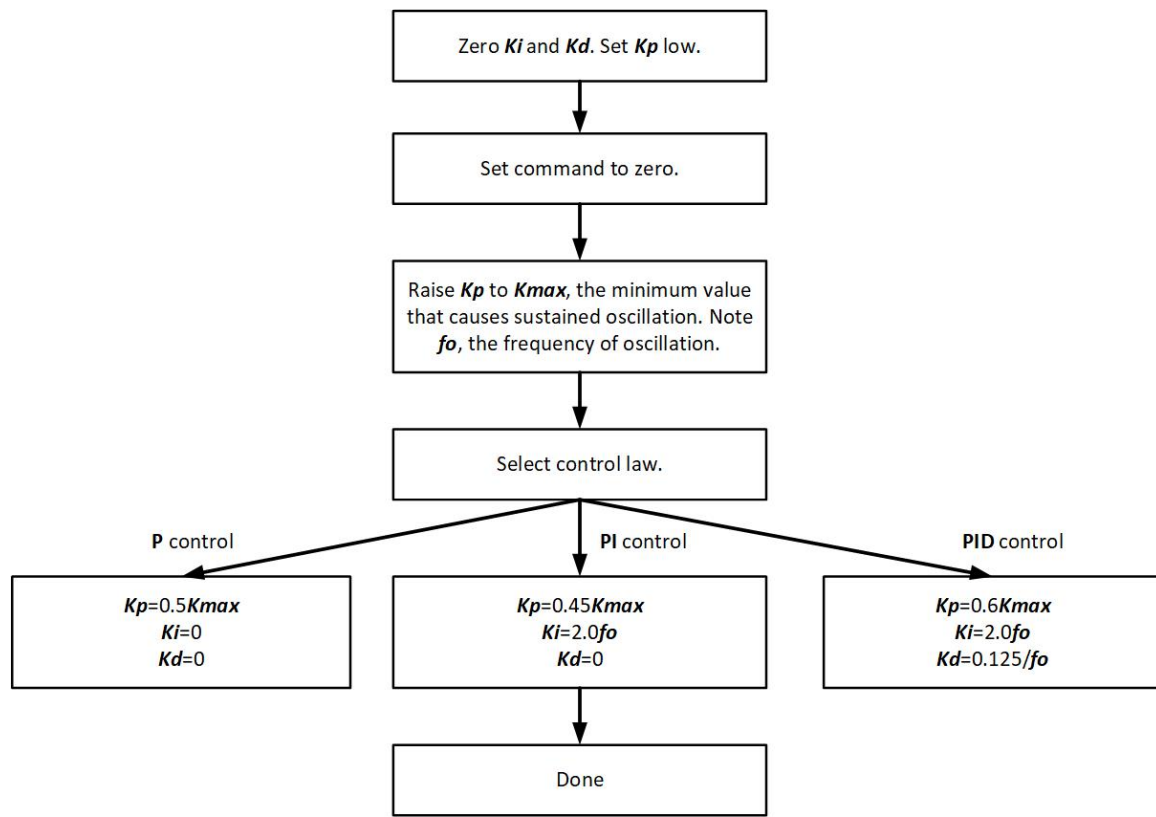 Zero Ki and Kd. Set Kp low.
Set command to zero.
Raise Kp to Kmax, the minimum value
that causes sustained oscillation. Note
fo, the frequency of oscillation.
Select control law.
P control
PI control
PID control
Kp=0.5Kmax
Ki=0
Kd=0
Kp=0.45Kmax
Ki=2.0fo
Kd=0
Kp=0.6Kmax
Ki=2.0fo
Kd=0.125/fo
Done